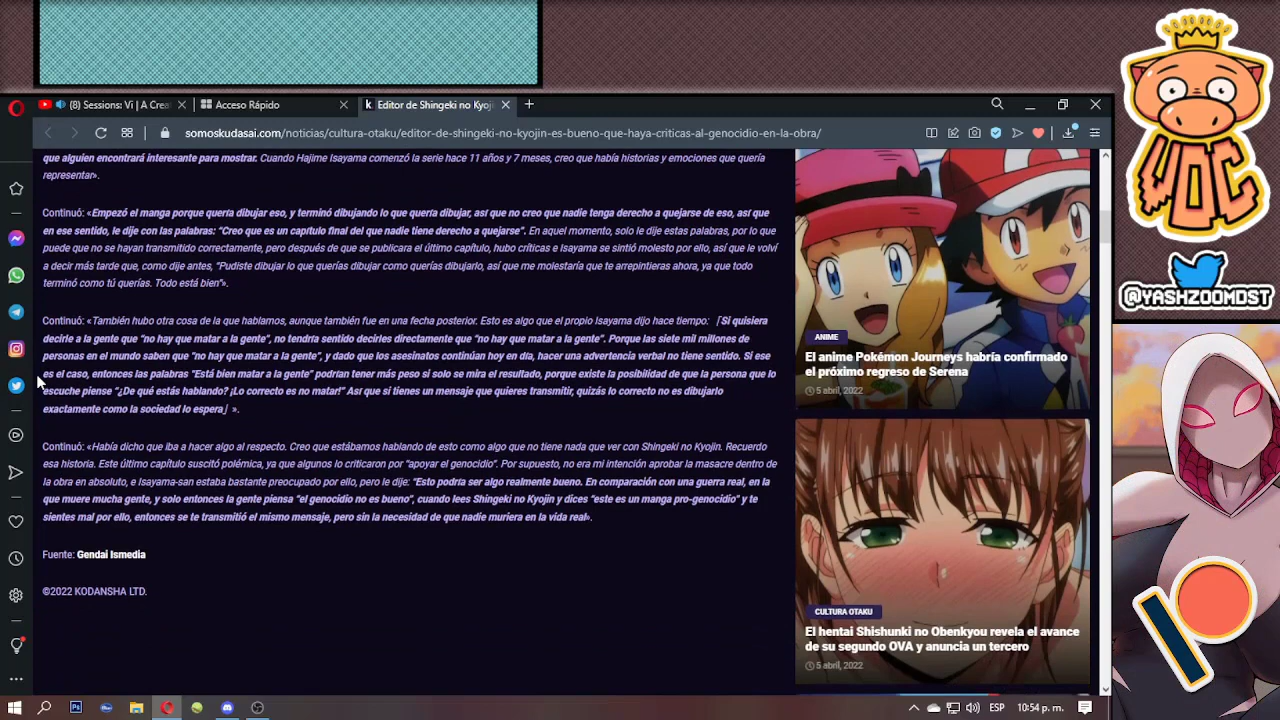 (8) Sessions: Vi | A Crea
Acceso Rápido
Editor de Shingeki no Kyoji
somoskudasai.com/noticias/cultura-otaku/editor-de-shingeki-no-kyojin-es-bueno-que-haya-criticas-al-genocidio-en-la-obra/
que alguien encontrará interesante para mostrar. Cuando Hajime Isayama comenzó la serie hace 11 años y 7 meses, creo que había historias y emociones que quería
representar».
Continuó: «Empezó el manga porque quería dibujar eso, y terminó dibujando lo que quería dibujar, así que no creo que nadie tenga derecho a quejarse de eso, así que
en ese sentido, le dije con las palabras: “Creo que es un capítulo final del que nadie tiene derecho a quejarse”. En aquel momento, solo le dije estas palabras, por lo que
puede que no se hayan transmitido correctamente, pero después de que se publicara el último capítulo, hubo críticas e Isayama se sintió molesto por ello, así que le volví
a decir más tarde que, como dije antes, “Pudiste dibujar lo que querías dibujar como querías dibujarlo, así que me molestaría que te arrepintieras ahora, ya que todo
terminó como tú querías. Todo está bien”».
Continuó: «También hubo otra cosa de la que hablamos, aunque también fue en una fecha posterior. Esto es algo que el propio Isayama dijo hace tiempo: 「Si quisiera
decirle a la gente que “no hay que matar a la gente”, no tendría sentido decirles directamente que “no hay que matar a la gente”. Porque las siete mil millones de
personas en el mundo saben que “no hay que matar a la gente”, y dado que los asesinatos continúan hoy en día, hacer una advertencia verbal no tiene sentido. Si ese
es el caso, entonces las palabras “Está bien matar a la gente” podrían tener más peso si solo se mira el resultado, porque existe la posibilidad de que la persona que lo
escuche piense “¿De qué estás hablando? ¡Lo correcto es no matar!” Así que si tienes un mensaje que quieres transmitir, quizás lo correcto no es dibujarlo
exactamente como la sociedad lo espera」».
Continuó: «Había dicho que iba a hacer algo al respecto. Creo que estábamos hablando de esto como algo que no tiene nada que ver con Shingeki no Kyojin. Recuerdo
esa historia. Este último capítulo suscitó polémica, ya que algunos lo criticaron por “apoyar el genocidio”. Por supuesto, no era mi intención aprobar la masacre dentro de
la obra en absoluto, e Isayama-san estaba bastante preocupado por ello, pero le dije: “Esto podría ser algo realmente bueno. En comparación con una guerra real, en la
que muere mucha gente, y solo entonces la gente piensa “el genocidio no es bueno”, cuando lees Shingeki no Kyojin y dices “este es un manga pro-genocidio” y te
sientes mal por ello, entonces se te transmitió el mismo mensaje, pero sin la necesidad de que nadie muriera en la vida real».
Fuente: Gendai Ismedia
©2022 KODANSHA LTD.
ANIME
El anime Pokémon Journeys habría confirmado
el próximo regreso de Serena
5 abril, 2022
CULTURA OTAKU
El hentai Shishunki no Obenkyou revela el avance
de su segundo OVA y anuncia un tercero
5 abril, 2022
WOC
@YASHZOOMDST
ESP
10:54 p. m.